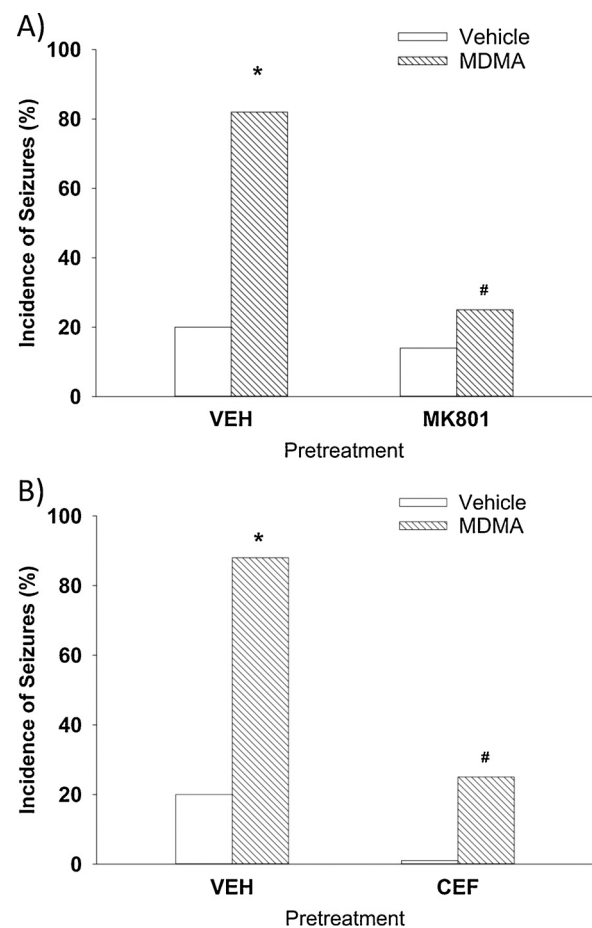 A)
Vehicle
MDMA
Incidence of Seizures (%)
100
80
60
40
20
0
*
#
VEH
MK801
Pretreatment
B)
Vehicle
MDMA
Incidence of Seizures (%)
100
80
60
40
20
0
*
#
VEH
CEF
Pretreatment